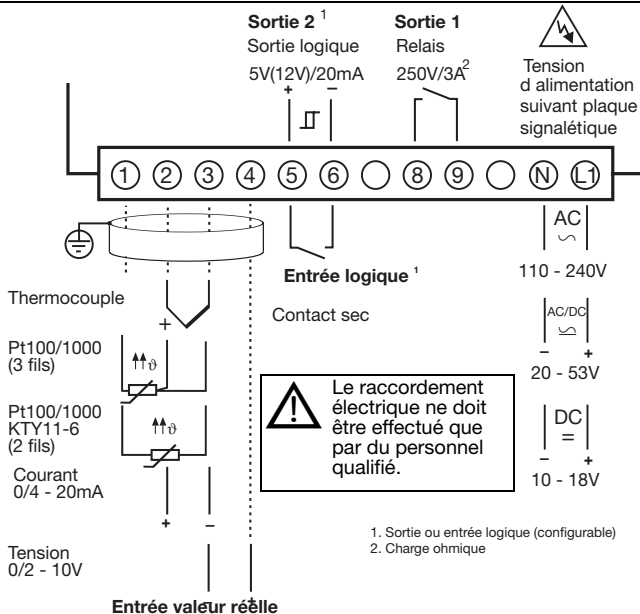 Sortie 2 1
Sortie 1
Sortie logique
Relais
5V(12V)/20mA
250V/3A2
+ −
Tension
d alimentation
suivant plaque
signalétique
1 2 3 4 5 6 8 9 N L1
AC
110 - 240V
Entrée logique 1
Contact sec
Thermocouple
+
AC/DC
− +
20 - 53V
Pt100/1000
(3 fils)
ϑ
Pt100/1000
KTY11-6
(2 fils)
ϑ
Le raccordement
électrique ne doit
être effectué que
par du personnel
qualifié.
DC
=
− +
10 - 18V
Courant
0/4 - 20mA
+ −
1. Sortie ou entrée logique (configurable)
2. Charge ohmique
Tension
0/2 - 10V
− +
Entrée valeur réelle